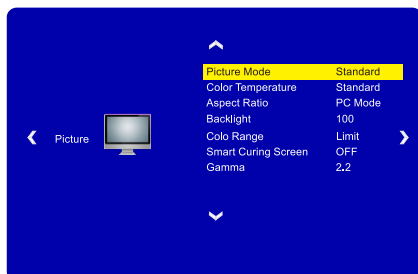 Picture
Picture Mode Standard
Color Temperature Standard
Aspect Ratio PC Mode
Backlight 100
Colo Range Limit
Smart Curing Screen OFF
Gamma 2.2